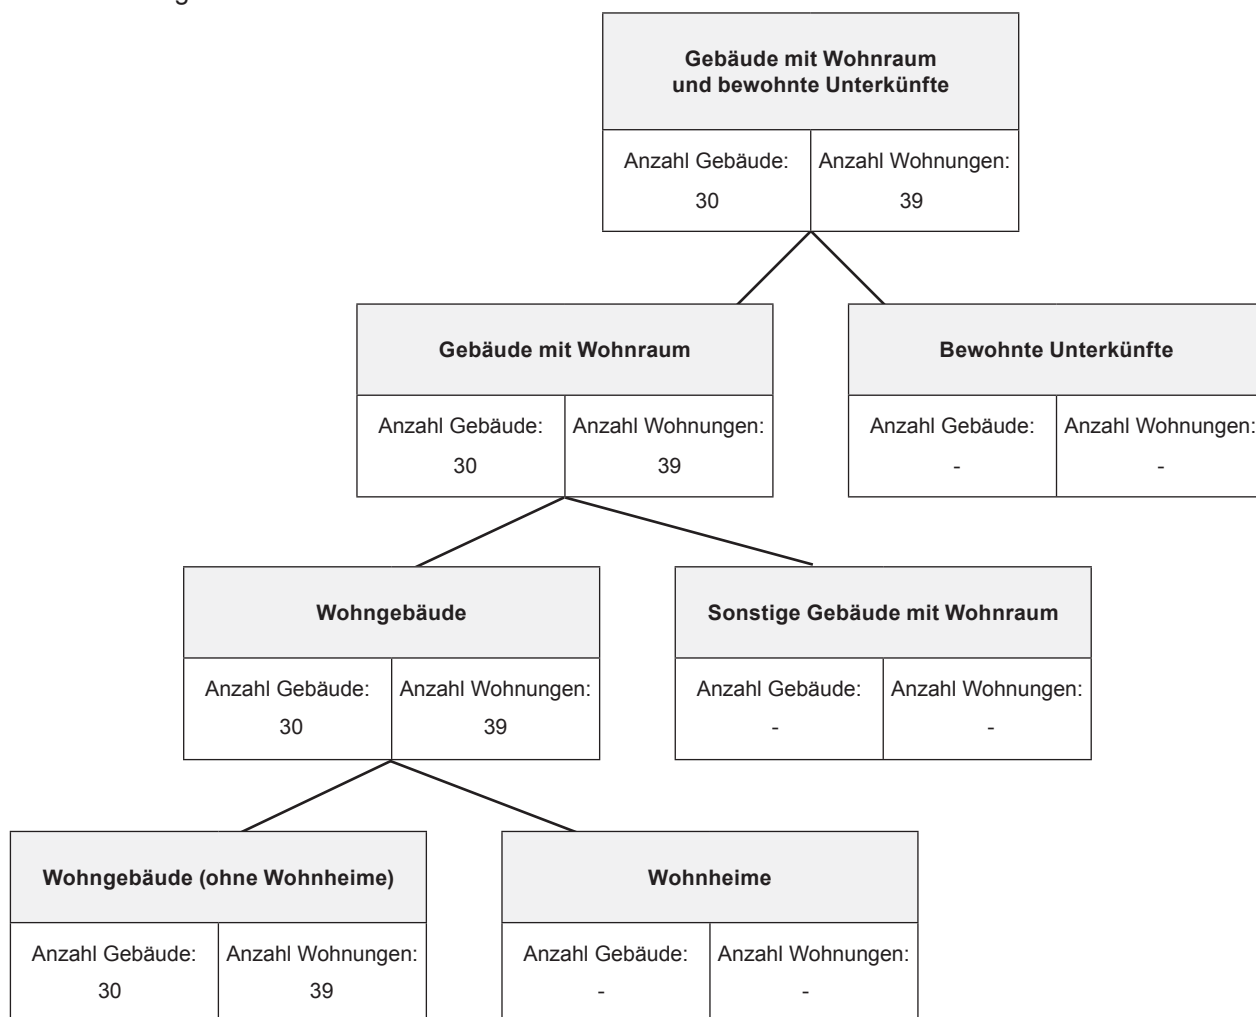 Gebäude mit Wohnraum
und bewohnte Unterkünfte
Anzahl Gebäude: Anzahl Wohnungen:
30 39
Gebäude mit Wohnraum Bewohnte Unterkünfte
Anzahl Gebäude: Anzahl Wohnungen: Anzahl Gebäude: Anzahl Wohnungen:
30 39 - -
Wohngebäude Sonstige Gebäude mit Wohnraum
Anzahl Gebäude: Anzahl Wohnungen: Anzahl Gebäude: Anzahl Wohnungen:
30 39 - -
Wohngebäude (ohne Wohnheime) Wohnheime
Anzahl Gebäude: Anzahl Wohnungen: Anzahl Gebäude: Anzahl Wohnungen:
30 39 - -